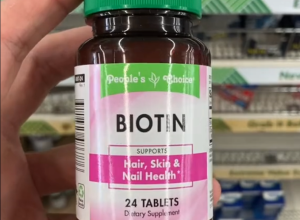 People's Choice
BIOTIN
SUPPORTS
Hair, Skin &
Nail Health*
24 TABLETS
Dietary Supplement